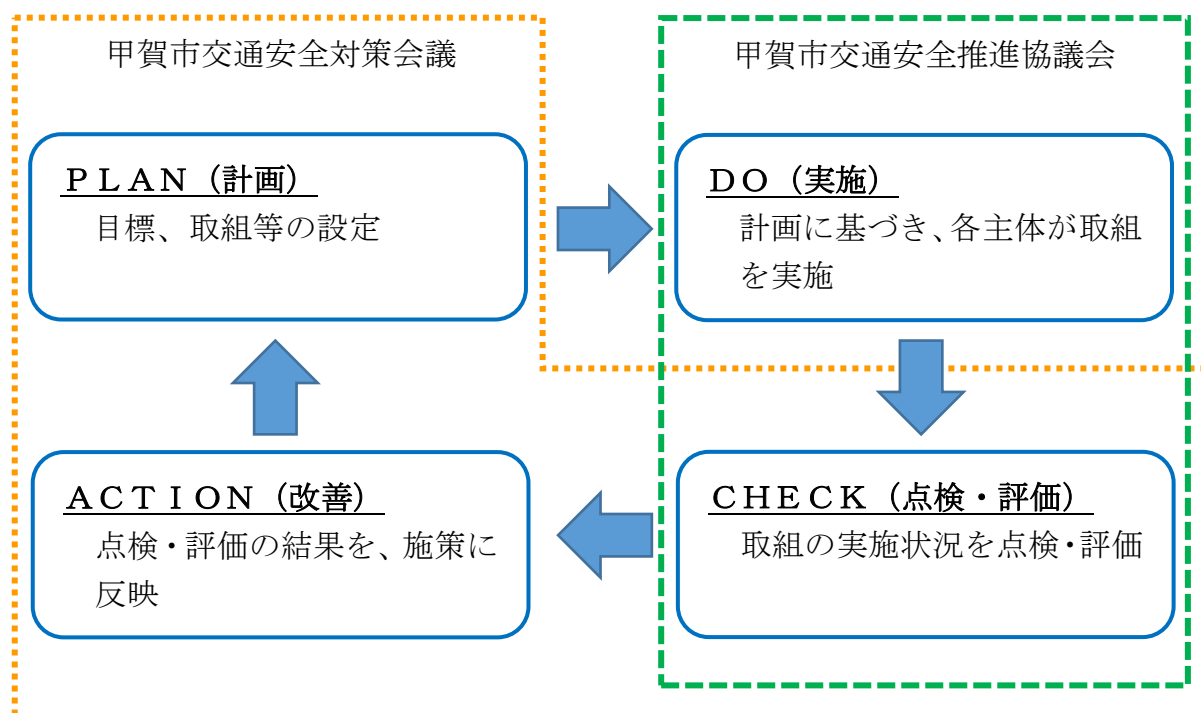 甲賀市交通安全対策会議
甲賀市交通安全推進協議会
ＰＬＡＮ（計画）
目標、取組等の設定
ＤＯ（実施）
計画に基づき、各主体が取組
を実施
ＡＣＴＩＯＮ（改善）
点検・評価の結果を、施策に
反映
ＣＨＥＣＫ（点検・評価）
取組の実施状況を点検・評価